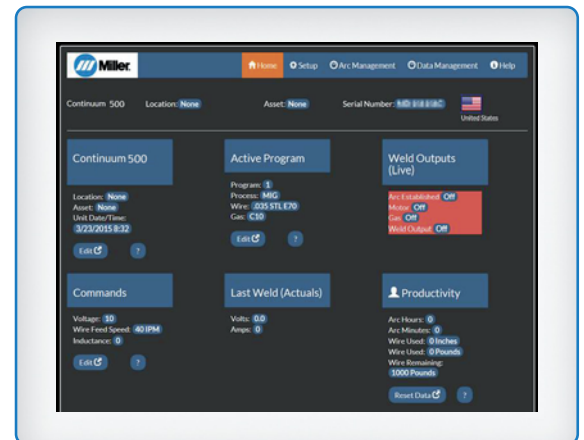 Miller
Home Setup Arc Management Data Management Help
Continuum 500 Location: None Asset: None Serial Number:
United States
Continuum 500
Location: None
Asset: None
Unit Date/Time:
3/23/2015 8:32
Edit ?
Active Program
Program: 1
Process: MIG
Wire: .035 STL E70
Gas: C10
Edit ?
Weld Outputs
(Live)
Arc Established Off
Motor Off
Gas Off
Weld Output Off
Commands
Voltage: 10
Wire Feed Speed: 40 IPM
Inductance: 0
Edit ?
Last Weld (Actuals)
Volts: 0.0
Amps: 0
Productivity
Arc Hours: 0
Arc Minutes: 0
Wire Used: 0 Inches
Wire Used: 0 Pounds
Wire Remaining:
1000 Pounds
Reset Data ?